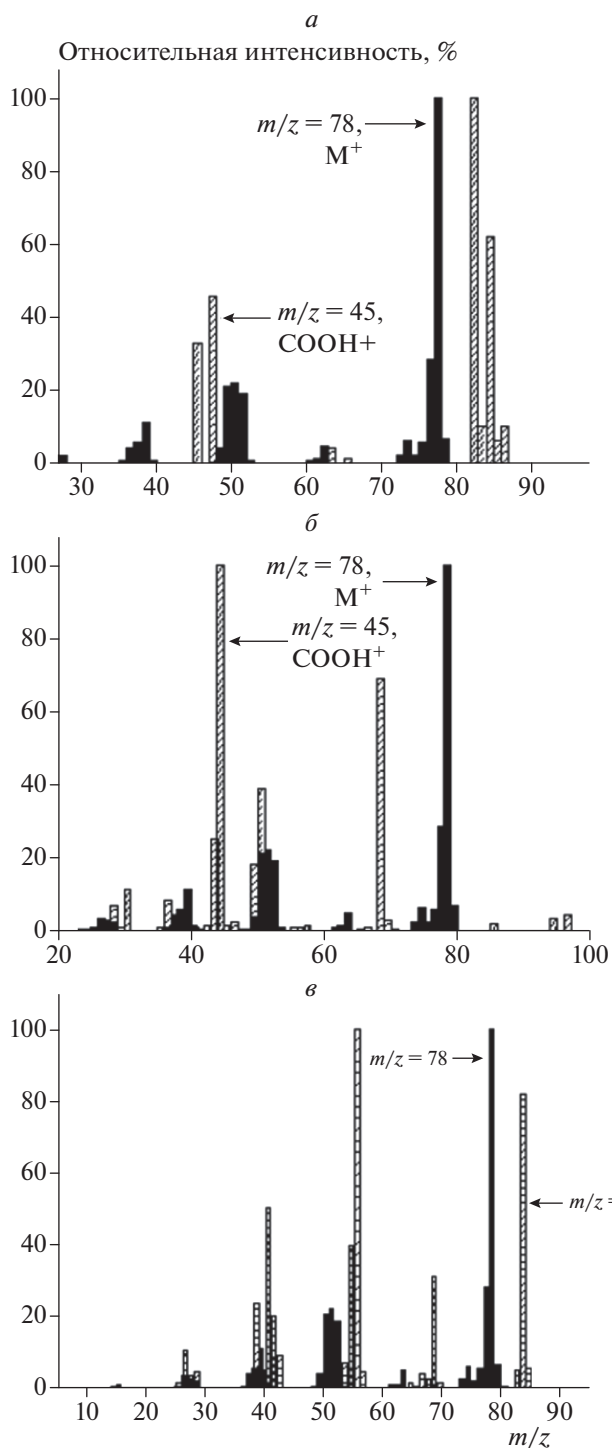 а
Относительная интенсивность, %
100
80
60
40
20
0
m/z = 78,
M⁺
m/z = 45,
COOH+
30 40 50 60 70 80 90
б
100
80
60
40
20
0
m/z = 78,
M⁺
m/z = 45,
COOH⁺
20 40 60 80 100
в
100
80
60
40
20
0
m/z = 78
m/z =
10 20 30 40 50 60 70 80 90
m/z